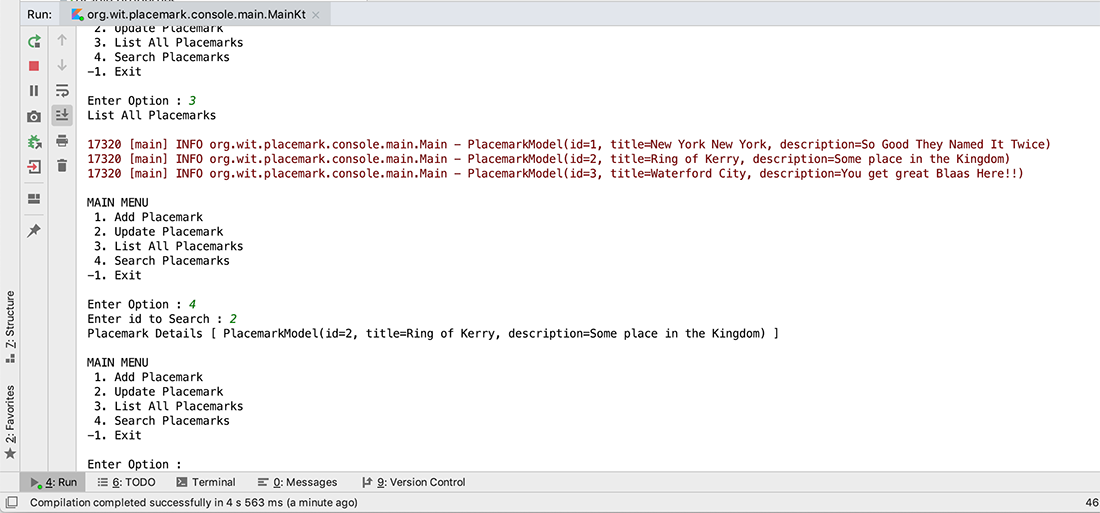 Run: org.wit.placemark.console.main.MainKt
2. Update Placemark
3. List All Placemarks
4. Search Placemarks
-1. Exit
Enter Option : 3
List All Placemarks
17320 [main] INFO org.wit.placemark.console.main.Main - PlacemarkModel(id=1, title=New York New York, description=So Good They Named It Twice)
17320 [main] INFO org.wit.placemark.console.main.Main - PlacemarkModel(id=2, title=Ring of Kerry, description=Some place in the Kingdom)
17320 [main] INFO org.wit.placemark.console.main.Main - PlacemarkModel(id=3, title=Waterford City, description=You get great Blaas Here!!)
MAIN MENU
1. Add Placemark
2. Update Placemark
3. List All Placemarks
4. Search Placemarks
-1. Exit
Enter Option : 4
Enter id to Search : 2
Placemark Details [ PlacemarkModel(id=2, title=Ring of Kerry, description=Some place in the Kingdom) ]
MAIN MENU
1. Add Placemark
2. Update Placemark
3. List All Placemarks
4. Search Placemarks
-1. Exit
Enter Option :
7: Structure
2: Favorites
4: Run 6: TODO Terminal 0: Messages 9: Version Control
Compilation completed successfully in 4 s 563 ms (a minute ago) 46